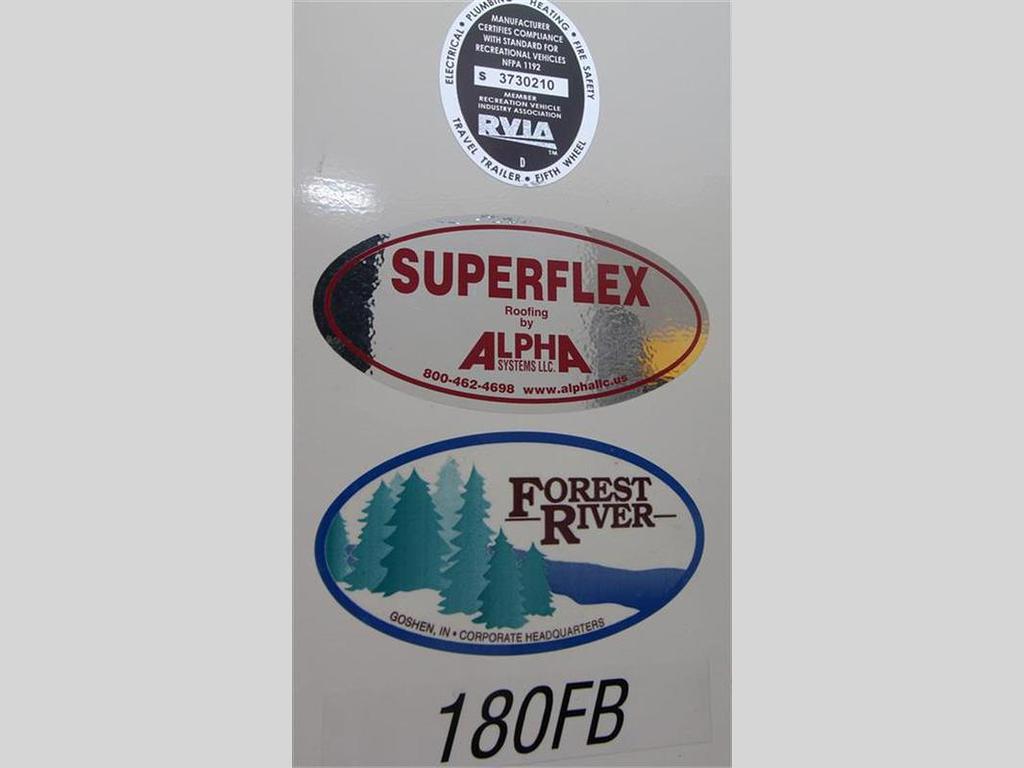 ELECTRICAL • PLUMBING • HEATING • FIRE SAFETY
MANUFACTURER
CERTIFIES COMPLIANCE
WITH STANDARD FOR
RECREATIONAL VEHICLES
NFPA 1192
S 3730210
MEMBER
RECREATION VEHICLE
INDUSTRY ASSOCIATION
RVIA
TM
D
TRAVEL TRAILER • FIFTH WHEEL
SUPERFLEX
Roofing
by
ALPHA
SYSTEMS LLC.
800-462-4698 www.alphallc.us
FOREST
RIVER
GOSHEN, IN • CORPORATE HEADQUARTERS
180FB